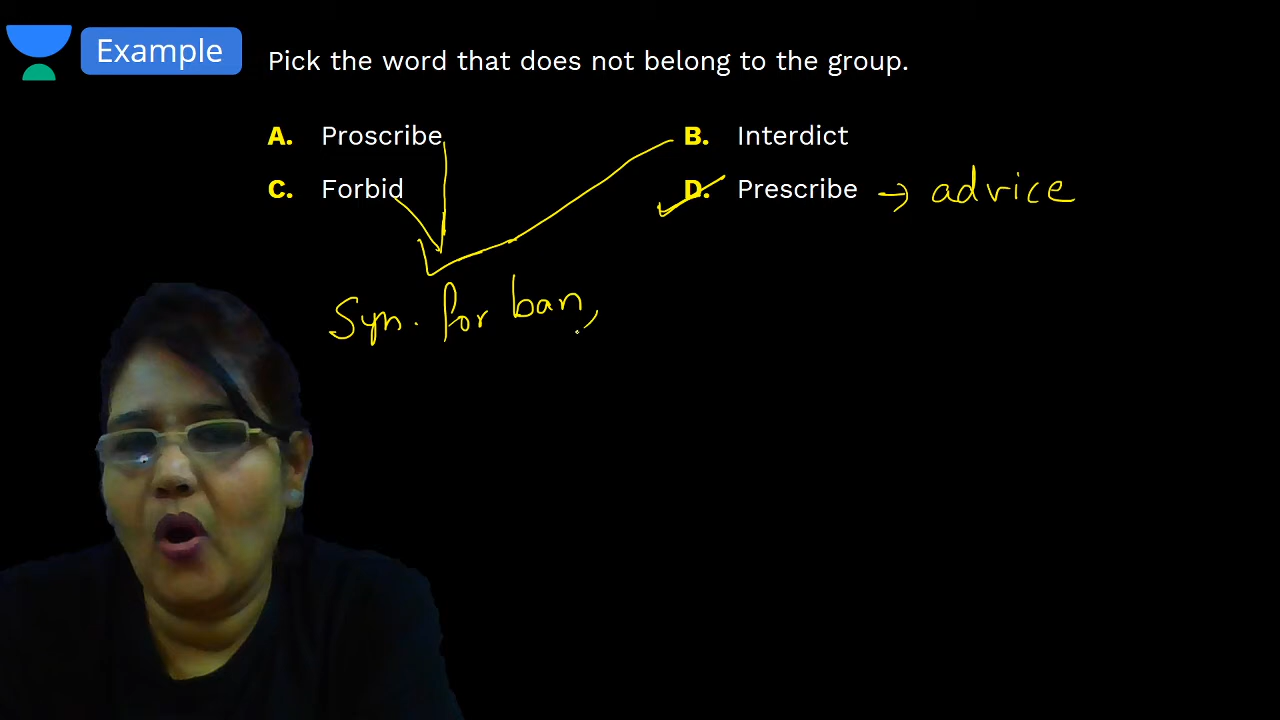 Example
Pick the word that does not belong to the group.
A. Proscribe B. Interdict
C. Forbid D. Prescribe → advice
Syn. for ban,